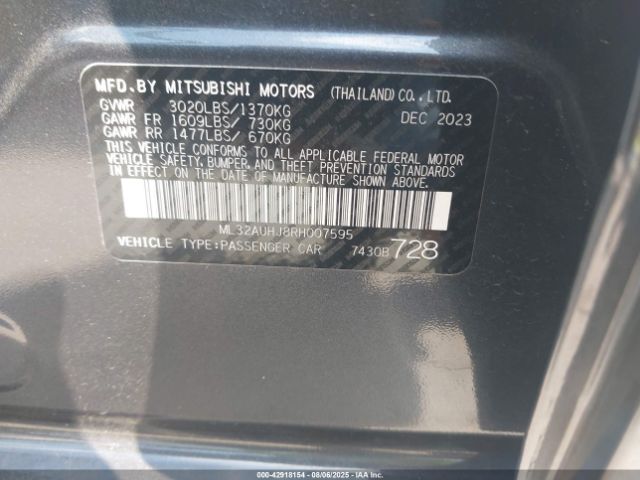 MFD.BY MITSUBISHI MOTORS (THAILAND)CO.,LTD.
GVWR 3020LBS/1370KG DEC 2023
GAWR FR 1609LBS/ 730KG
GAWR RR 1477LBS/ 670KG
THIS VEHICLE CONFORMS TO ALL APPLICABLE FEDERAL MOTOR
VEHICLE SAFETY,BUMPER,AND THEFT PREVENTION STANDARDS
IN EFFECT ON THE DATE OF MANUFACTURE SHOWN ABOVE.
ML32AUHJ8RH007595
VEHICLE TYPE:PASSENGER CAR 7430B 728
000-42918154 - 08/06/2025 - IAAI.COM